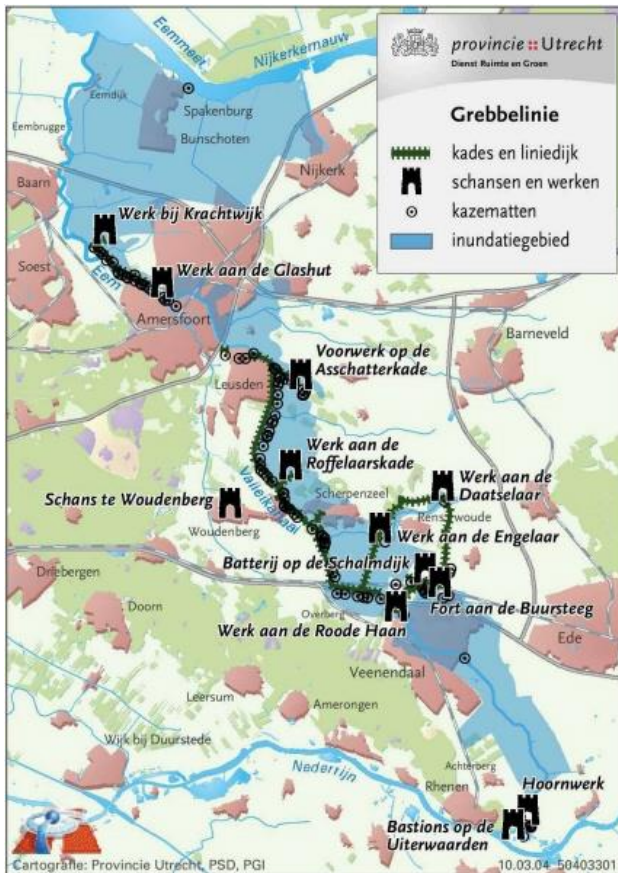 provincie Utrecht
Dienst Ruimte en Groen
Grebbelinie
kades en liniedijk
schansen en werken
kazematten
inundatiegebied
Eemmeer
Nijkerkernauw
Eemdijk
Spakenburg
Bunschoten
Eembrugge
Nijkerk
Baarn
Werk bij Krachtwijk
Soest
Eem
Werk aan de Glashut
Amersfoort
Barneveld
Voorwerk op de
Asschatterkade
Leusden
Werk aan de
Roffelaarskade
Werk aan de
Daatselaar
Schans te Woudenberg
Valleikanaal
Scherpenzeel
Renswoude
Woudenberg
Werk aan de Engelaar
Batterij op de Schalmdijk
Driebergen
Doorn
Overberg
Fort aan de Buursteeg
Werk aan de Roode Haan
Ede
Veenendaal
Leersum
Amerongen
Wijk bij Duurstede
Achterberg
Nederrijn
Rhenen
Hoornwerk
Bastions op de
Uiterwaarden
Cartografie: Provincie Utrecht, PSD, PGI
10.03.04 50403301